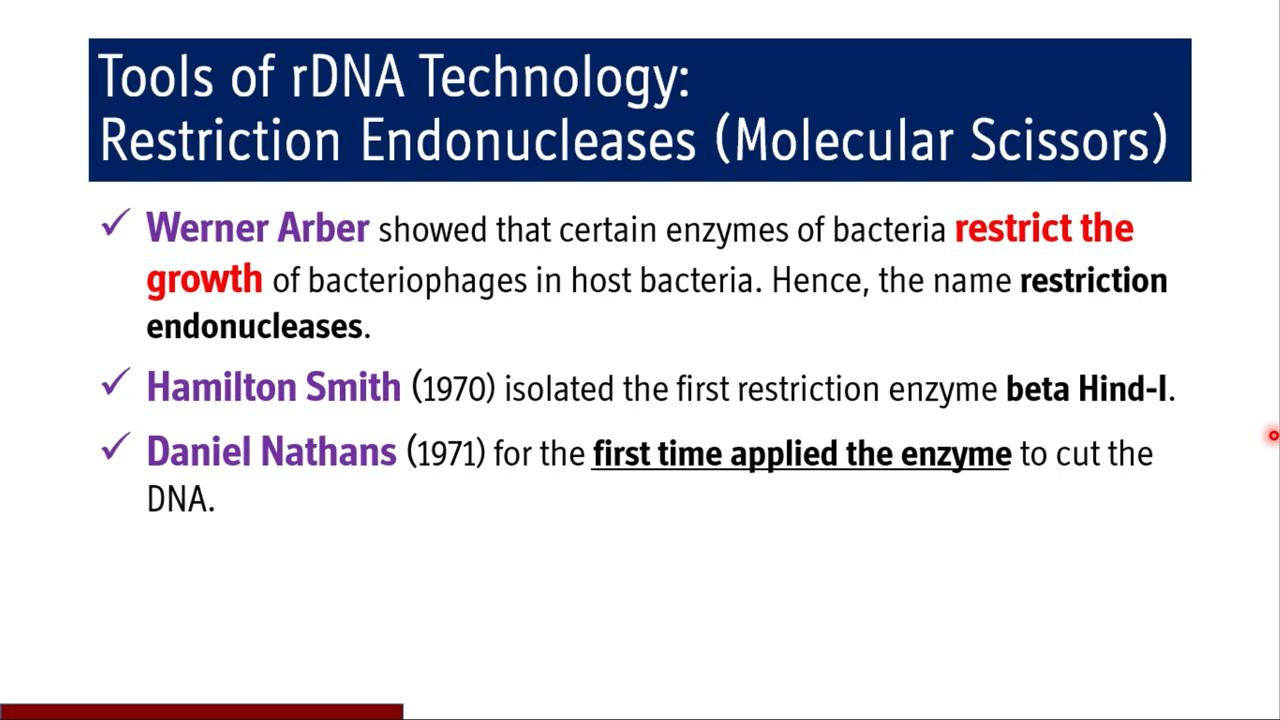 Tools of rDNA Technology:
Restriction Endonucleases (Molecular Scissors)
✓ Werner Arber showed that certain enzymes of bacteria restrict the
growth of bacteriophages in host bacteria. Hence, the name restriction
endonucleases.
✓ Hamilton Smith (1970) isolated the first restriction enzyme beta Hind-I.
✓ Daniel Nathans (1971) for the first time applied the enzyme to cut the
DNA.